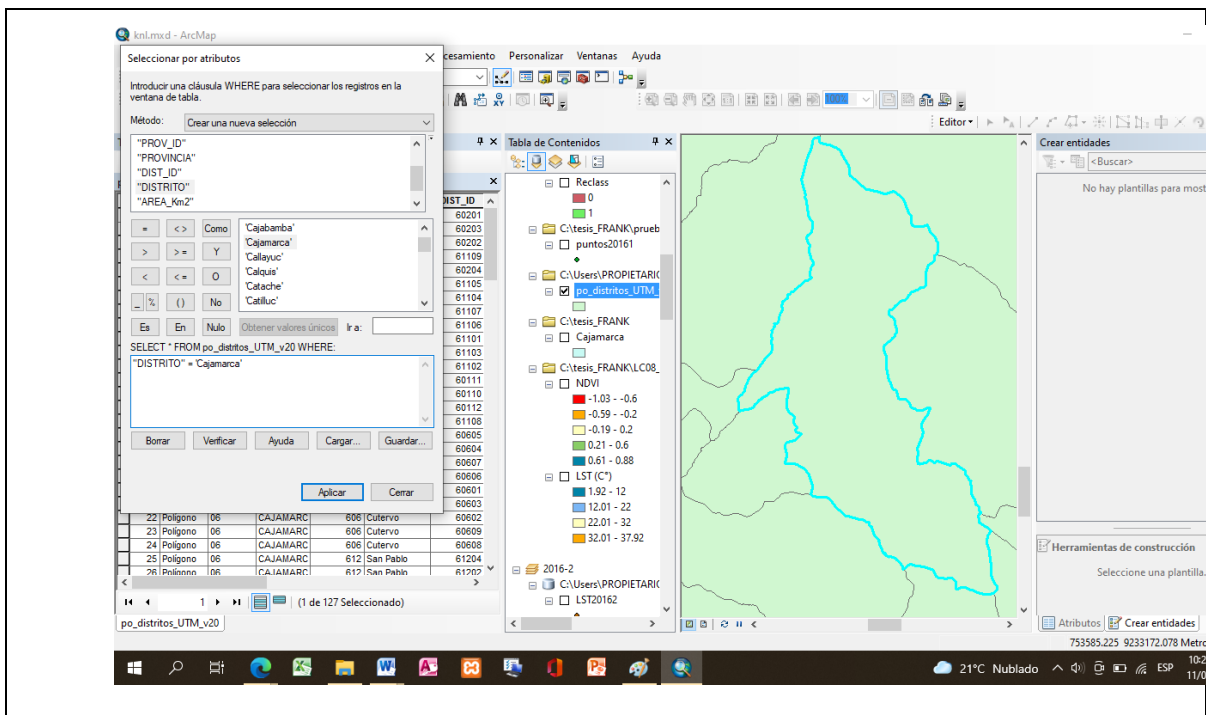 knl.mxd - ArcMap
Seleccionar por atributos
cesamiento Personalizar Ventanas Ayuda
Introducir una cláusula WHERE para seleccionar los registros en la
ventana de tabla.
Método: Crear una nueva selección
"PROV_ID"
"PROVINCIA"
"DIST_ID"
"DISTRITO"
"AREA_Km2"
= < > Como
> > = Y
< < = O
_ % ( ) No
Es En Nulo Obtener valores únicos Ir a:
'Cajabamba'
'Cajamarca'
'Callayuc'
'Calquis'
'Catache'
'Catilluc'
SELECT * FROM po_distritos_UTM_v20 WHERE:
"DISTRITO" = 'Cajamarca'
Borrar Verificar Ayuda Cargar... Guardar...
Aplicar Cerrar
DIST_ID
60201
60203
60202
61109
60204
61105
61104
61107
61106
61101
61103
61102
60111
60110
60112
61108
60605
60604
60607
60606
60601
60603
22 Polígono 06 CAJAMARC 606 Cutervo 60602
23 Polígono 06 CAJAMARC 606 Cutervo 60609
24 Polígono 06 CAJAMARC 606 Cutervo 60608
25 Polígono 06 CAJAMARC 612 San Pablo 61204
26 Polígono 06 CAJAMARC 612 San Pablo 61202
1 (1 de 127 Seleccionado)
po_distritos_UTM_v20
Tabla de Contenidos
Reclass
0
1
C:\tesis_FRANK\prueb
puntos20161
C:\Users\PROPIETARI
po_distritos_UTM_
C:\tesis_FRANK
Cajamarca
C:\tesis_FRANK\LC08_
NDVI
-1.03 - -0.6
-0.59 - -0.2
-0.19 - 0.2
0.21 - 0.6
0.61 - 0.88
LST (C°)
1.92 - 12
12.01 - 22
22.01 - 32
32.01 - 37.92
2016-2
C:\Users\PROPIETARI
LST20162
100%
Editor
Crear entidades
<Buscar>
No hay plantillas para most
Herramientas de construcción
Seleccione una plantilla.
Atributos Crear entidades
753585.225 9233172.078 Metro
21°C Nublado ESP
10:2
11/0